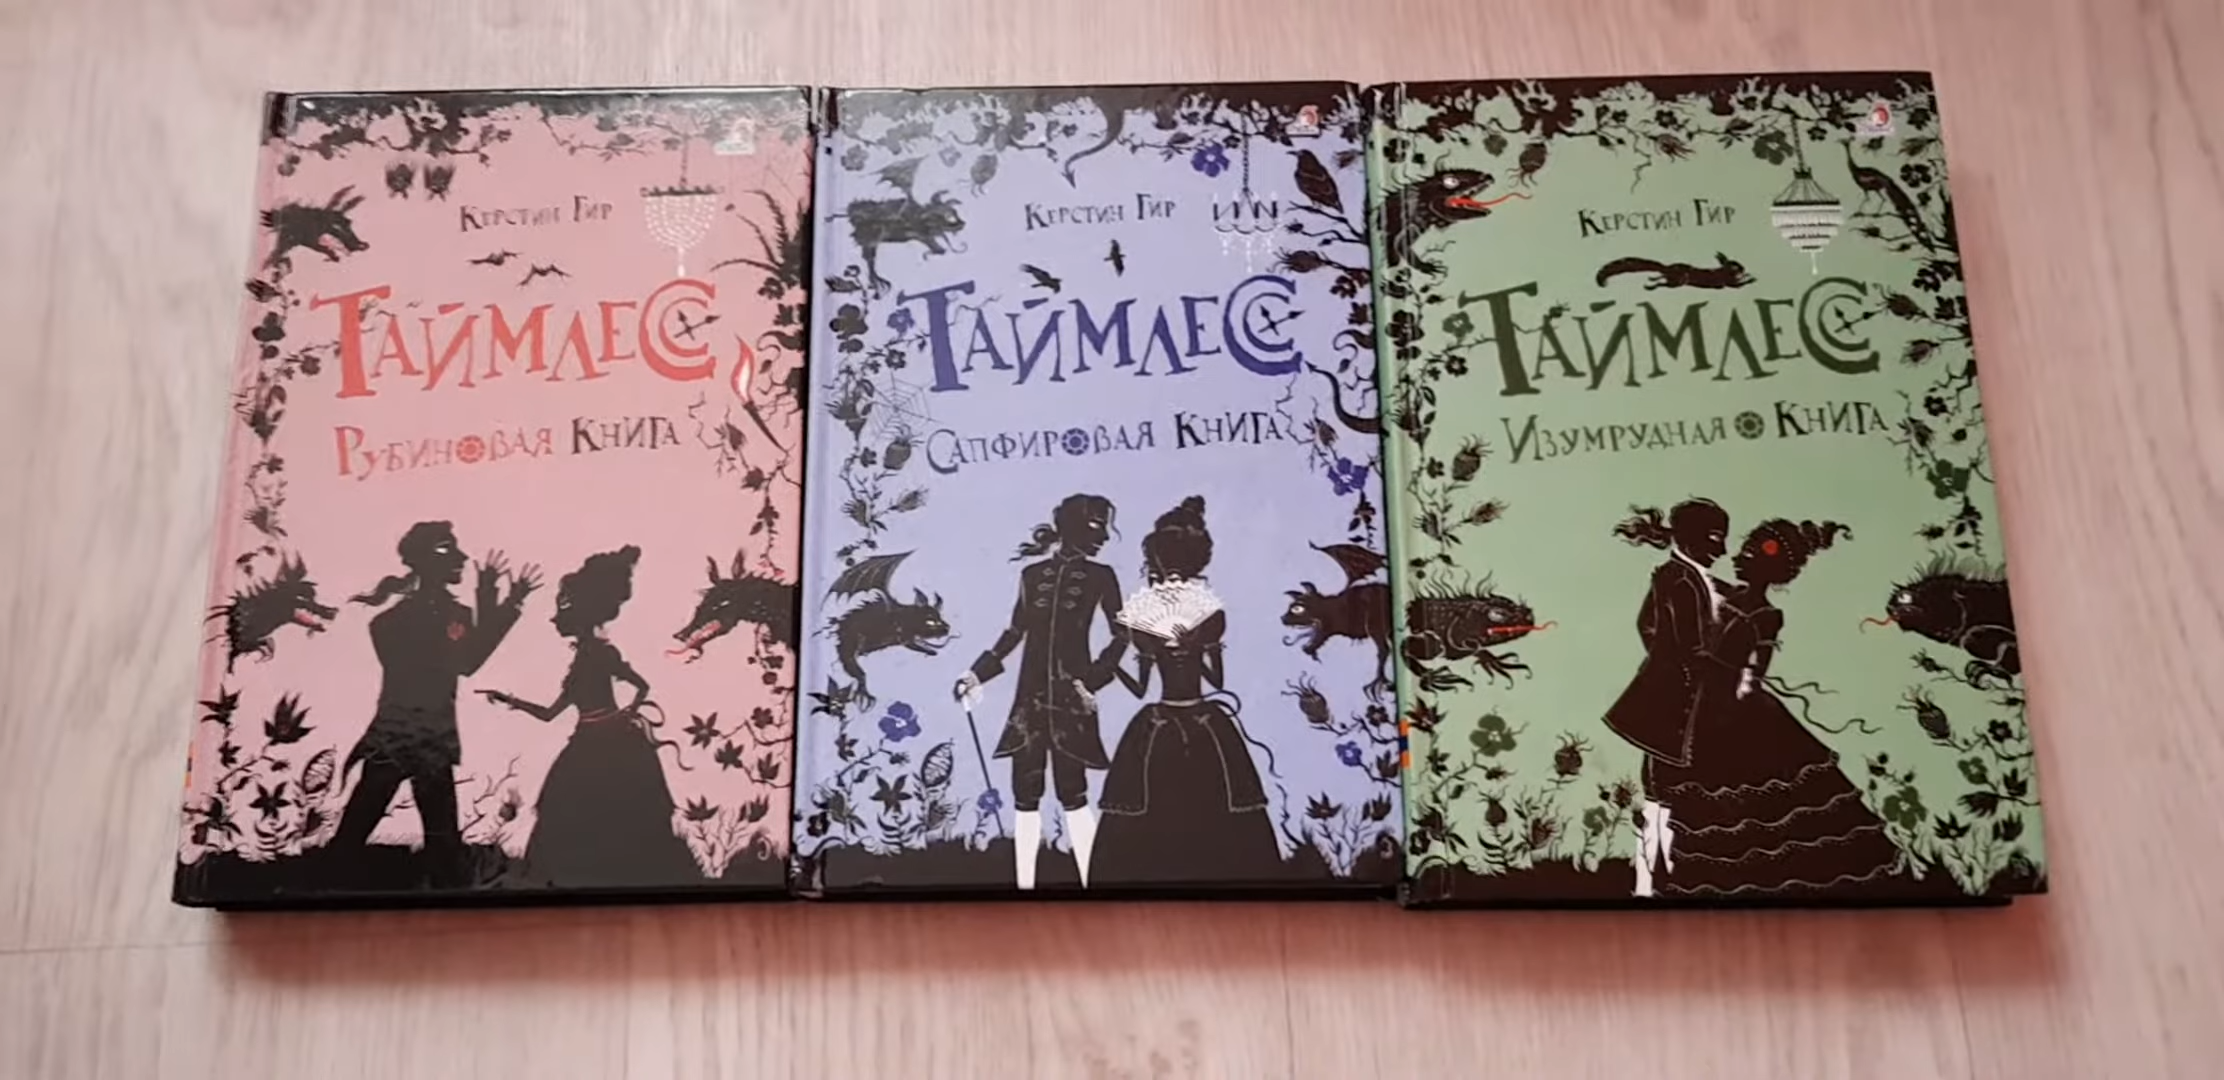 Керстин Гир
Таймлесс
Рубиновая Книга
Керстин Гир
Таймлесс
Сапфировая Книга
Керстин Гир
Таймлесс
Изумрудная Книга